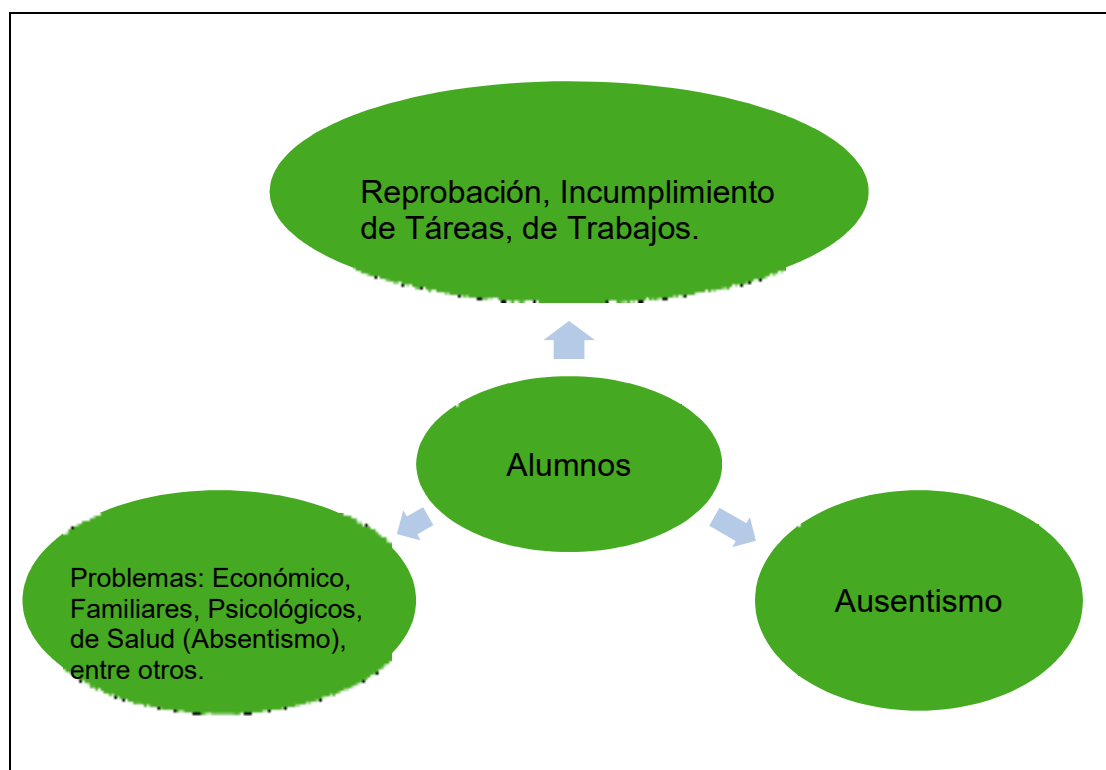 Reprobación, Incumplimiento
de Táreas, de Trabajos.
Alumnos
Problemas: Económico,
Familiares, Psicológicos,
de Salud (Absentismo),
entre otros.
Ausentismo